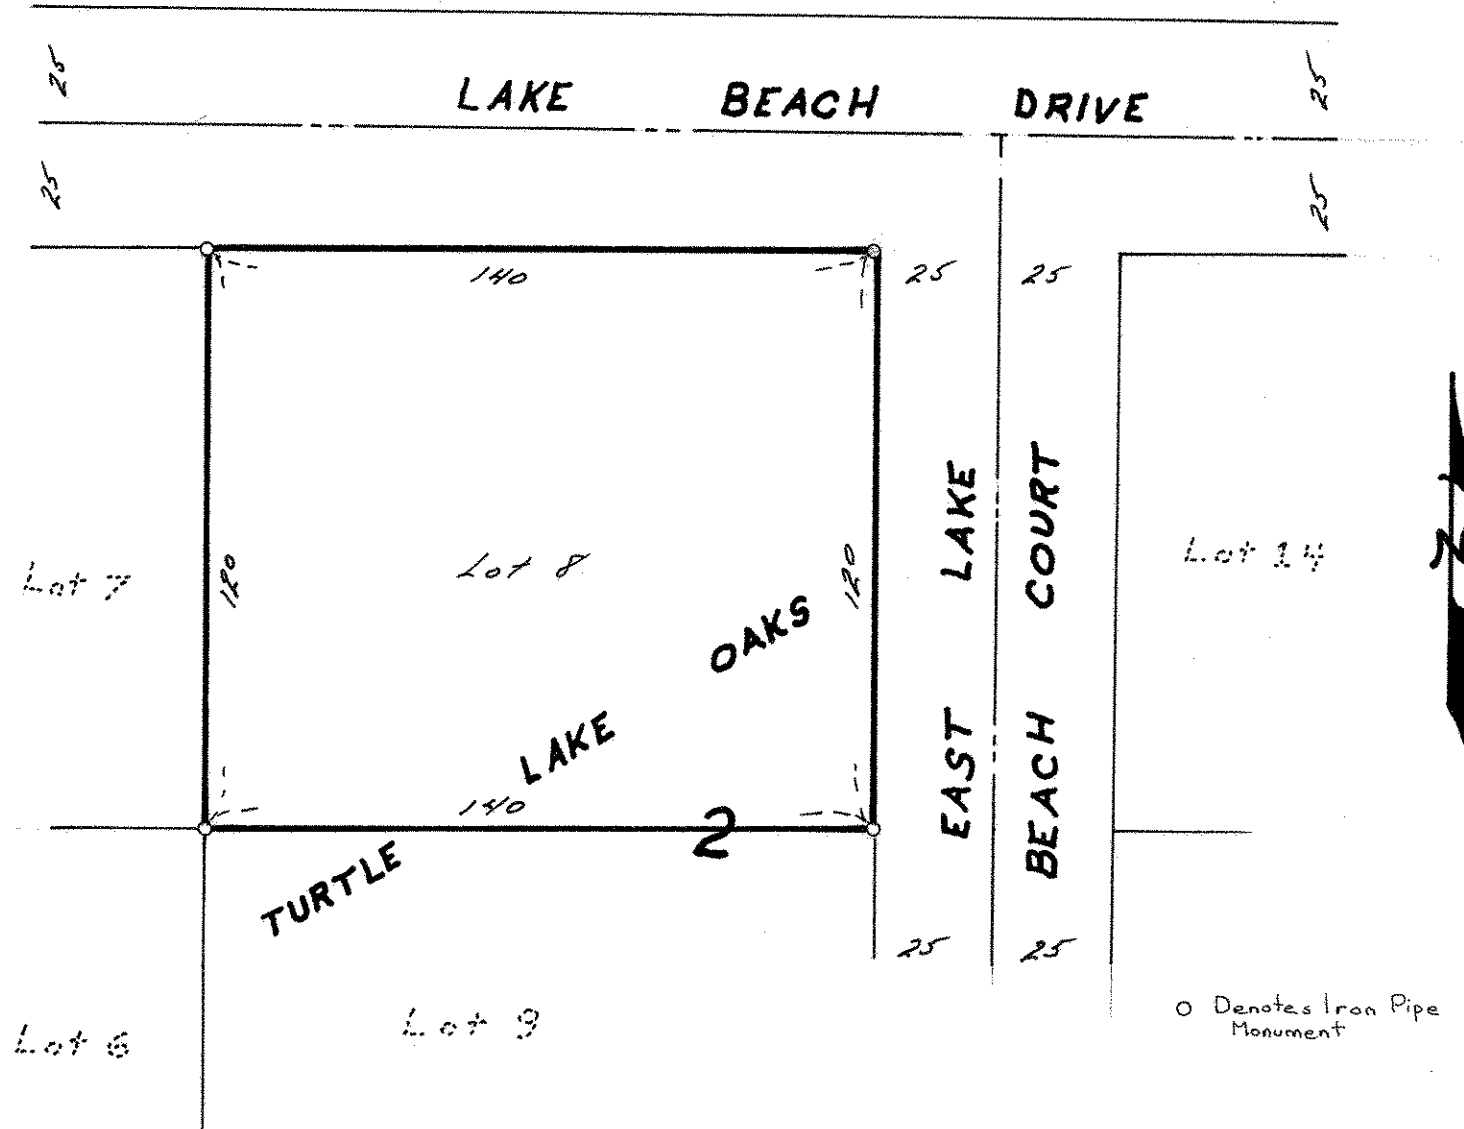 25
LAKE BEACH DRIVE
25
25
25
140
25
25
Lot 7
120
Lot 8
120
EAST LAKE
BEACH COURT
Lot 14
TURTLE LAKE OAKS
140
2
25
25
Lot 6
Lot 9
O Denotes Iron Pipe
Monument